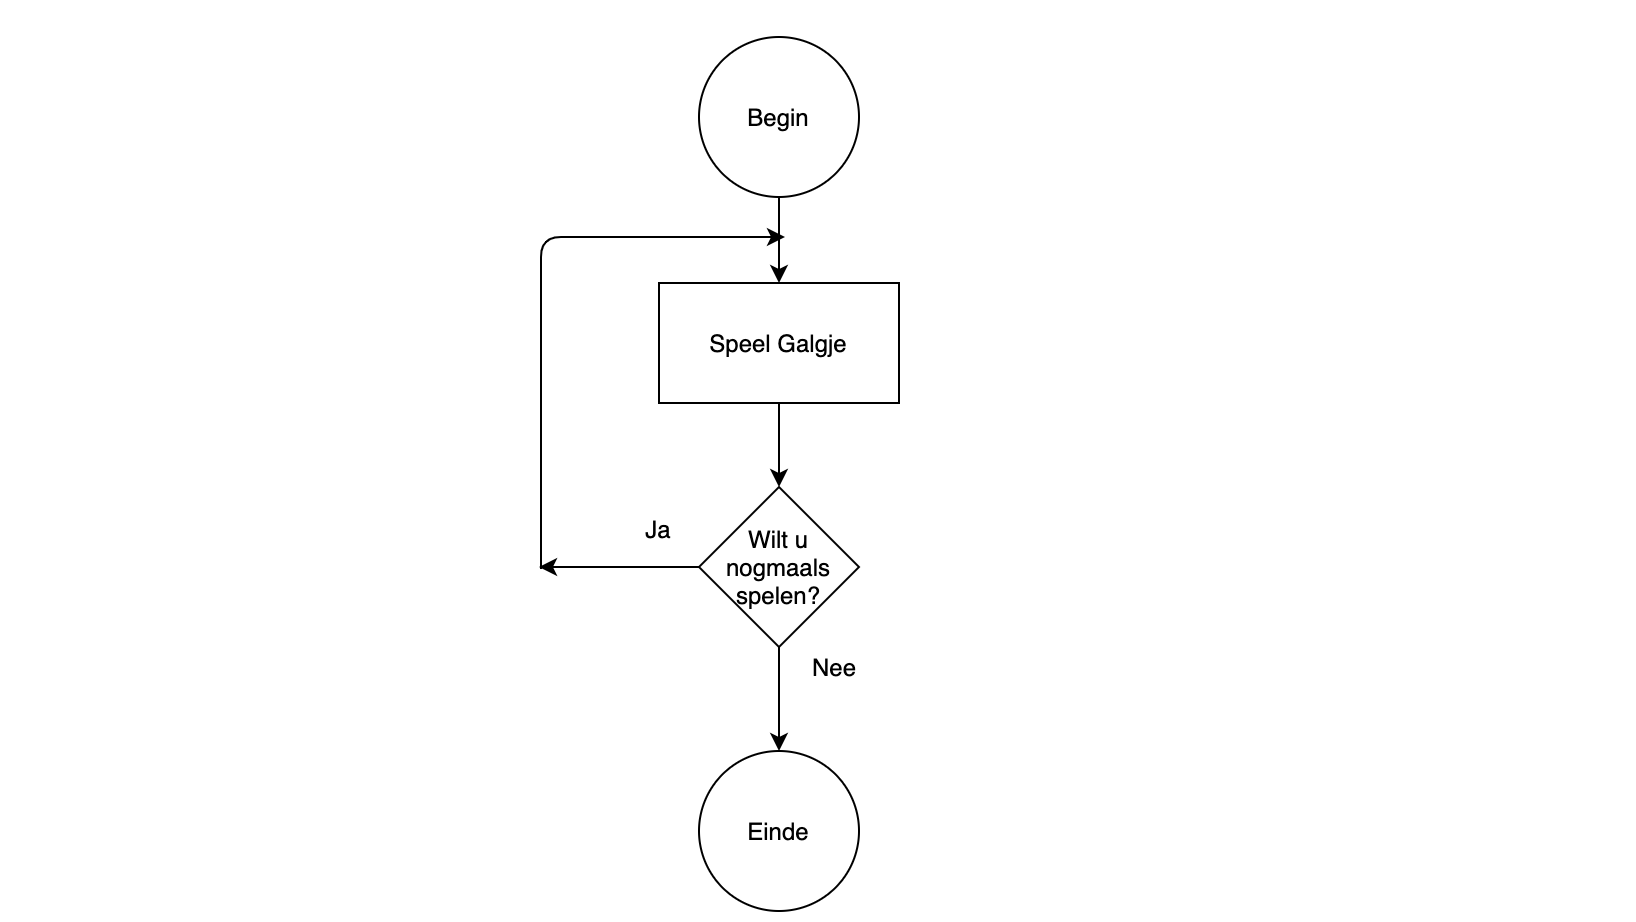 Begin
Speel Galgje
Ja
Wilt u
nogmaals
spelen?
Nee
Einde